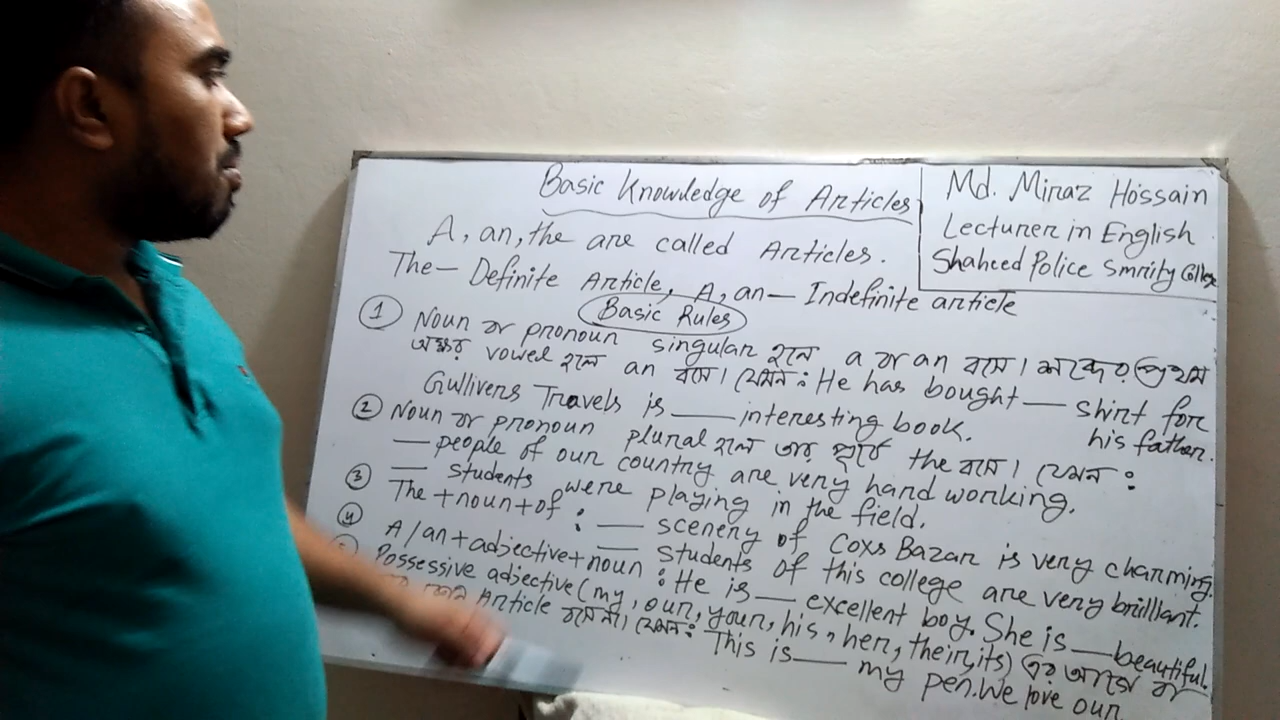 Basic Knowledge of Articles
Md. Miraz Hossain
Lecturer in English
Shaheed Police Smrity College
A, an, the are called Articles.
The— Definite Article, A, an— Indefinite article
Basic Rules
① Noun or pronoun singular হলে a or an বসে। শব্দের প্রথম
অক্ষর vowel হলে an বসে। যেমন: He has bought — shirt for
his father.
Gullivers Travels is — interesting book.
② Noun or pronoun plural হলে তার পূর্বে the বসে। যেমন:
— people of our country are very hard working.
— students were playing in the field.
③ The + noun + of : — scenery of Coxs Bazar is very charming.
— students of this college are very brilliant.
④ A/an + adjective + noun : He is — excellent boy. She is — beautiful.
Possessive adjective (my, our, your, his, her, their, its) এর আগে বা
Article বসে না। যেমন: This is — my pen. We love our